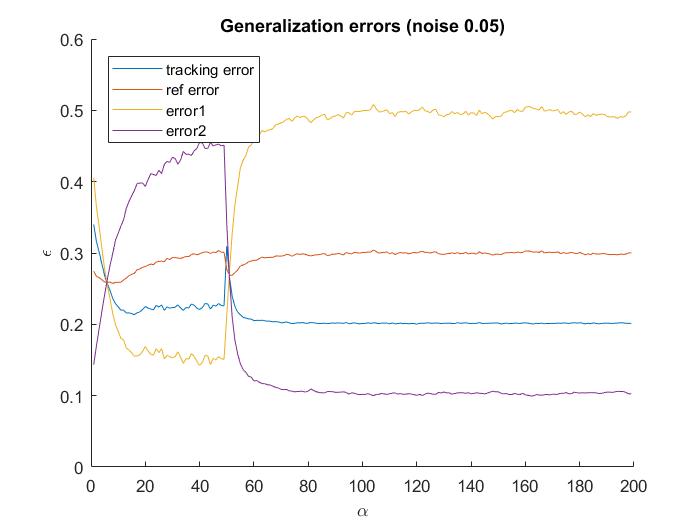 Generalization errors (noise 0.05)
0.6
tracking error
ref error
error1
error2
0.5
0.4
0.3
ϵ
0.2
0.1
0
0 20 40 60 80 100 120 140 160 180 200
α